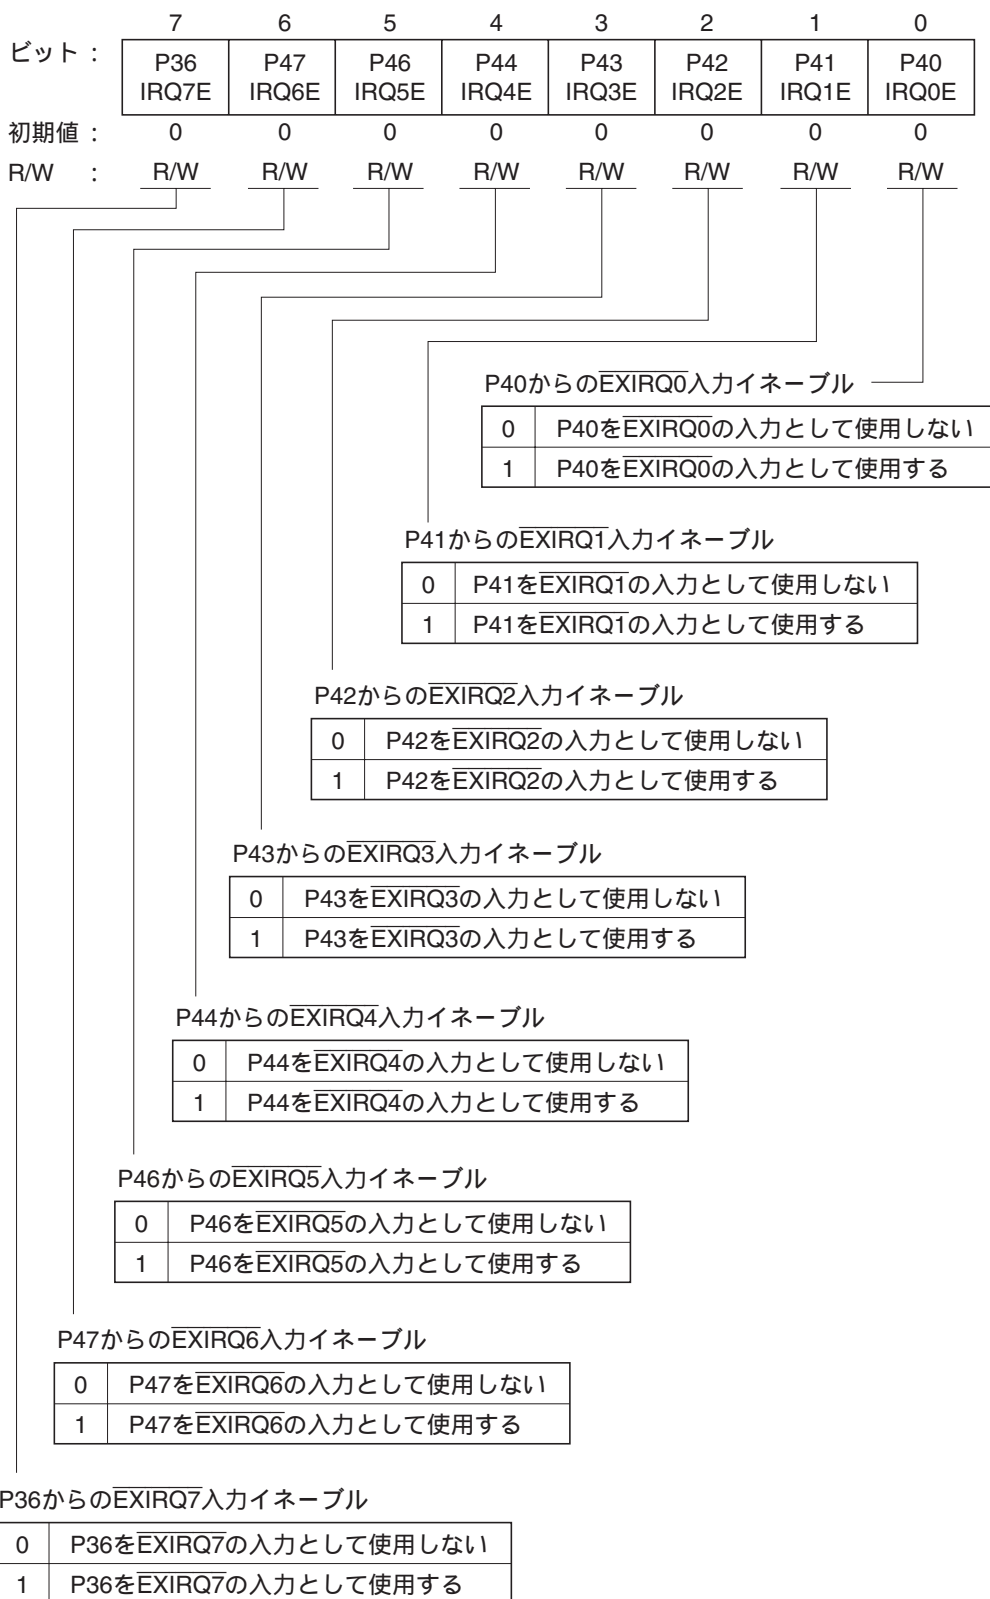 7 6 5 4 3 2 1 0
ビット :
P36 P47 P46 P44 P43 P42 P41 P40
IRQ7E IRQ6E IRQ5E IRQ4E IRQ3E IRQ2E IRQ1E IRQ0E
初期値 : 0 0 0 0 0 0 0 0
R/W : R/W R/W R/W R/W R/W R/W R/W R/W
P40からのEXIRQ0入力イネーブル
0 P40をEXIRQ0の入力として使用しない
1 P40をEXIRQ0の入力として使用する
P41からのEXIRQ1入力イネーブル
0 P41をEXIRQ1の入力として使用しない
1 P41をEXIRQ1の入力として使用する
P42からのEXIRQ2入力イネーブル
0 P42をEXIRQ2の入力として使用しない
1 P42をEXIRQ2の入力として使用する
P43からのEXIRQ3入力イネーブル
0 P43をEXIRQ3の入力として使用しない
1 P43をEXIRQ3の入力として使用する
P44からのEXIRQ4入力イネーブル
0 P44をEXIRQ4の入力として使用しない
1 P44をEXIRQ4の入力として使用する
P46からのEXIRQ5入力イネーブル
0 P46をEXIRQ5の入力として使用しない
1 P46をEXIRQ5の入力として使用する
P47からのEXIRQ6入力イネーブル
0 P47をEXIRQ6の入力として使用しない
1 P47をEXIRQ6の入力として使用する
P36からのEXIRQ7入力イネーブル
0 P36をEXIRQ7の入力として使用しない
1 P36をEXIRQ7の入力として使用する